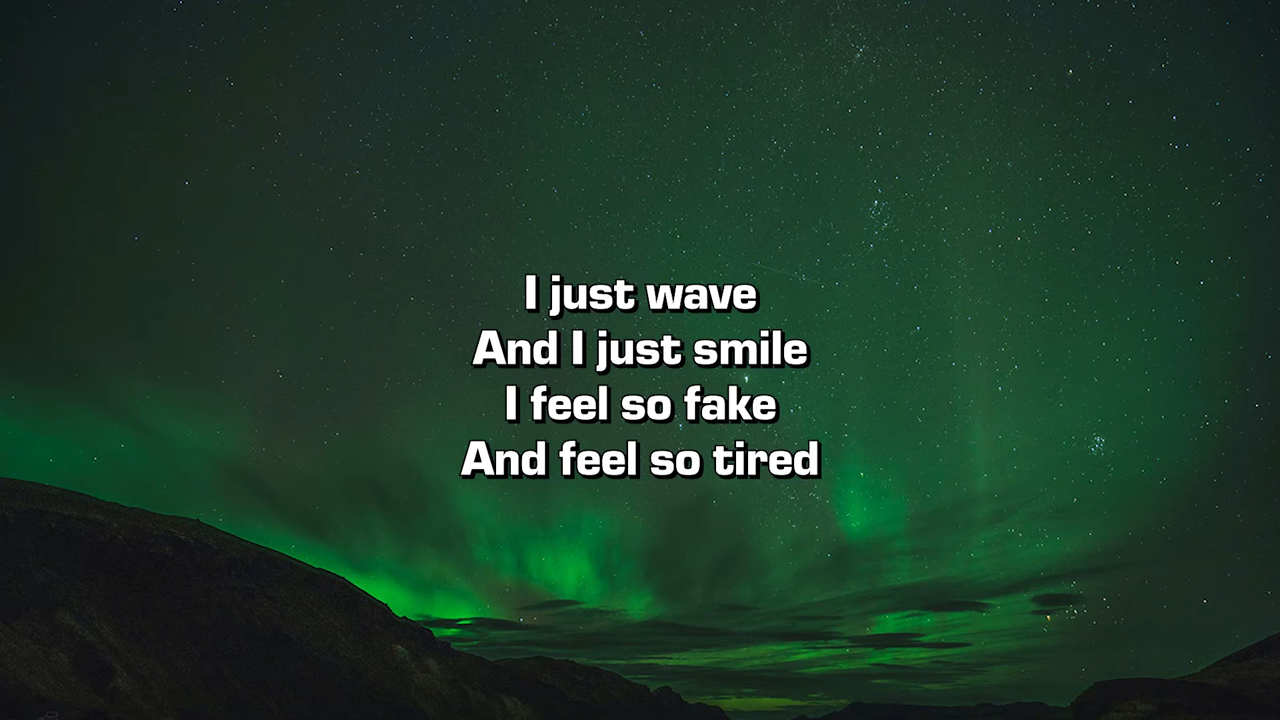 I just wave
And I just smile
I feel so fake
And feel so tired